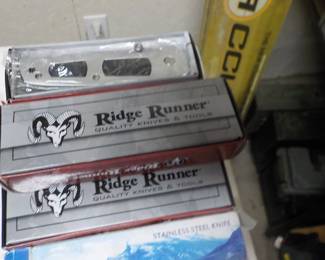 Ridge Runner
QUALITY KNIVES & TOOLS
Ridge Runner
QUALITY KNIVES & TOOLS
STAINLESS STEEL KNIFE